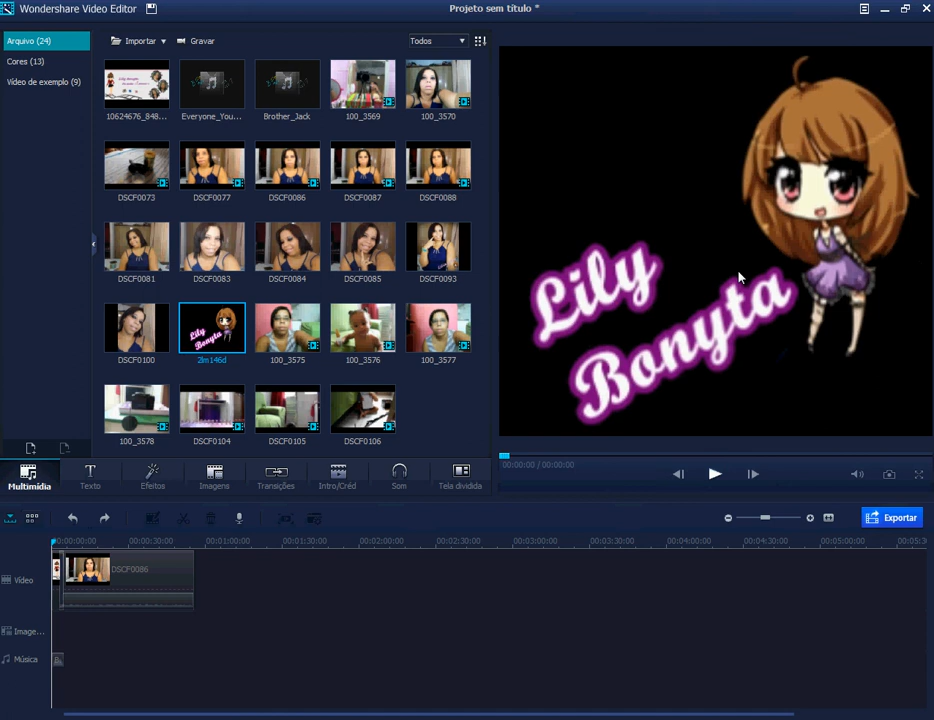 Wondershare Video Editor
Projeto sem título *
Arquivo (24)
Cores (13)
Vídeo de exemplo (9)
Importar
Gravar
Todos
10624676_848...
Everyone_You...
Brother_Jack
100_3569
100_3570
DSCF0073
DSCF0077
DSCF0086
DSCF0087
DSCF0088
DSCF0081
DSCF0083
DSCF0084
DSCF0085
DSCF0093
DSCF0100
2lm146d
100_3575
100_3576
100_3577
100_3578
DSCF0104
DSCF0105
DSCF0106
Lily
Bonyta
00:00:00 / 00:00:00
Multimídia
Texto
Efeitos
Imagens
Transições
Intro/Créd
Som
Tela dividida
Exportar
00:00:00:00
00:00:30:00
00:01:00:00
00:01:30:00
00:02:00:00
00:02:30:00
00:03:00:00
00:03:30:00
00:04:00:00
00:04:30:00
00:05:00:00
00:05:3
Vídeo
DSCF0086
Image...
Música